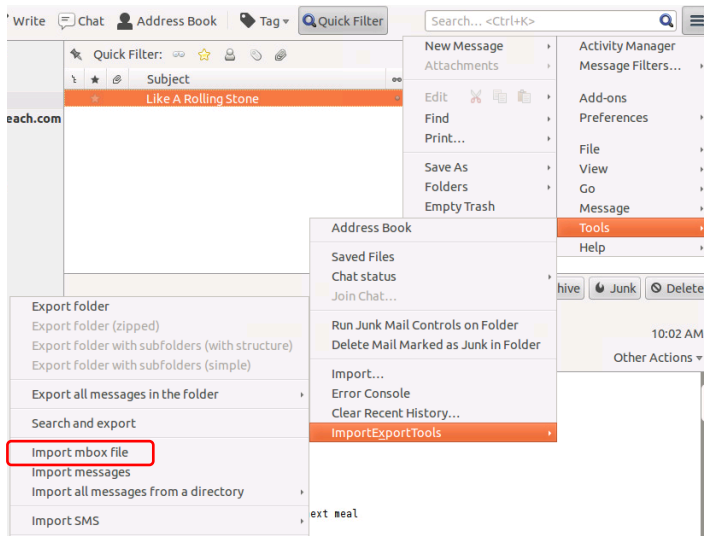 Write Chat Address Book Tag Quick Filter Search... <Ctrl+K>
Quick Filter:
Subject
Like A Rolling Stone
each.com
New Message
Attachments
Edit
Find
Print...
Save As
Folders
Empty Trash
Activity Manager
Message Filters...
Add-ons
Preferences
File
View
Go
Message
Tools
Help
Address Book
Saved Files
Chat status
Join Chat...
Run Junk Mail Controls on Folder
Delete Mail Marked as Junk in Folder
Import...
Error Console
Clear Recent History...
ImportExportTools
hive Junk Delete
10:02 AM
Other Actions
Export folder
Export folder (zipped)
Export folder with subfolders (with structure)
Export folder with subfolders (simple)
Export all messages in the folder
Search and export
Import mbox file
Import messages
Import all messages from a directory
Import SMS
ext meal